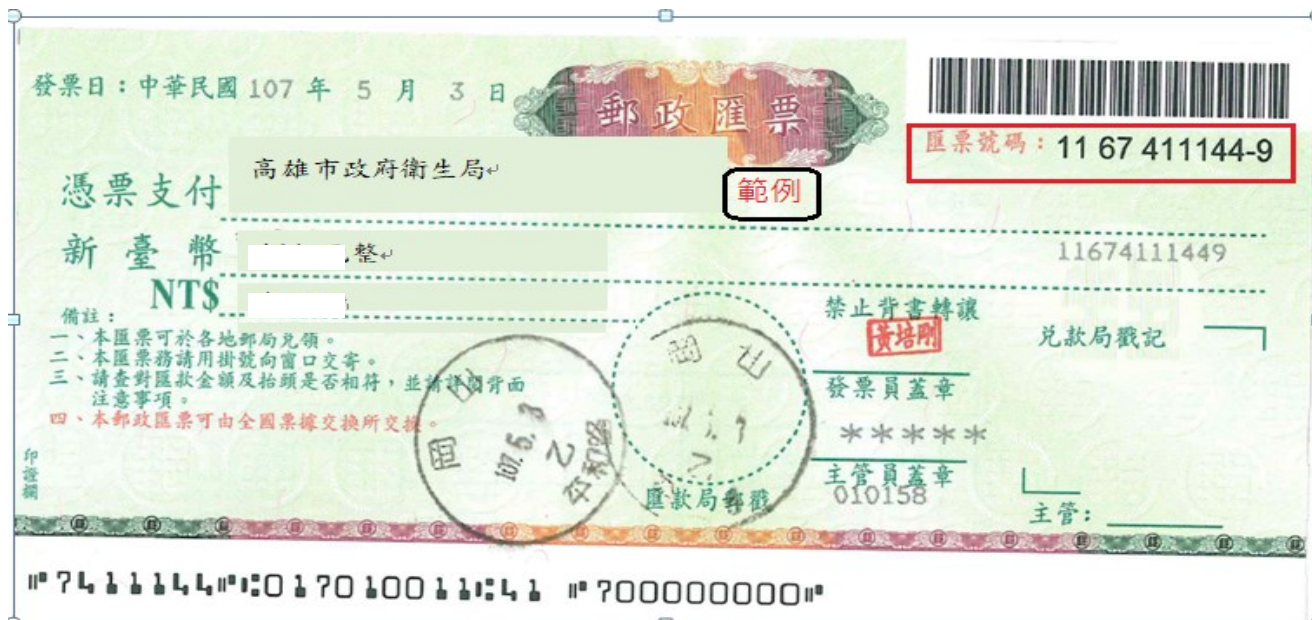 發票日：中華民國 107 年 5 月 3 日
郵政匯票
匯票號碼：11 67 411144-9
憑票支付 高雄市政府衛生局
範例
新臺幣 整
11674111449
NT$
備註：
一、本匯票可於各地郵局兌領。
二、本匯票務請用掛號向窗口交寄。
三、請查對匯款金額及抬頭是否相符，並請詳閱背面
注意事項。
四、本郵政匯票可由全國票據交換所交換。
印證欄
岡山
107.5.3
乙
岡山
匯款局郵戳
禁止背書轉讓
黃培剛
發票員蓋章
*****
主管員蓋章
010158
兌款局戳記
主管：
⑈7411144⑈⑆017010011⑆41 ⑈700000000⑈